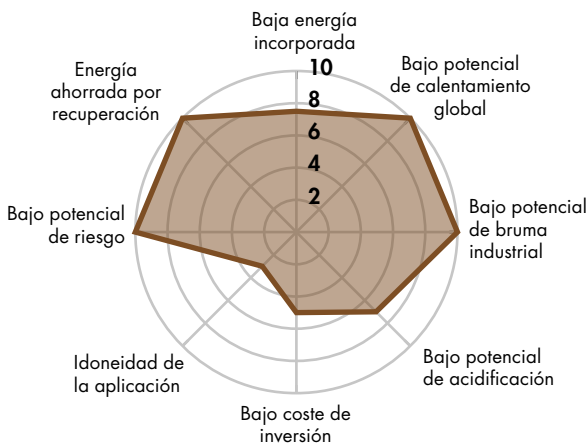 Baja energía
incorporada
Bajo potencial
de calentamiento
global
Bajo potencial
de bruma
industrial
Bajo potencial
de acidificación
Bajo coste de
inversión
Idoneidad de
la aplicación
Bajo potencial
de riesgo
Energía
ahorrada por
recuperación
10
8
6
4
2